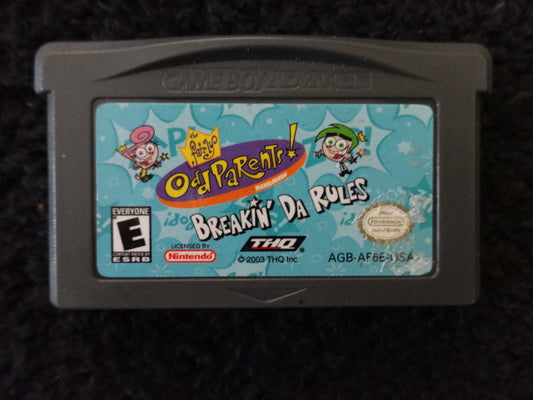 GAME BOY ADVANCE
the
Fairly
OddParents!
NICKELODEON
BREAKIN' DA RULES
EVERYONE
E
CONTENT RATED BY
ESRB
LICENSED BY
Nintendo
THQ
© 2003 THQ Inc.
Nintendo
AGB-AF6E-USA